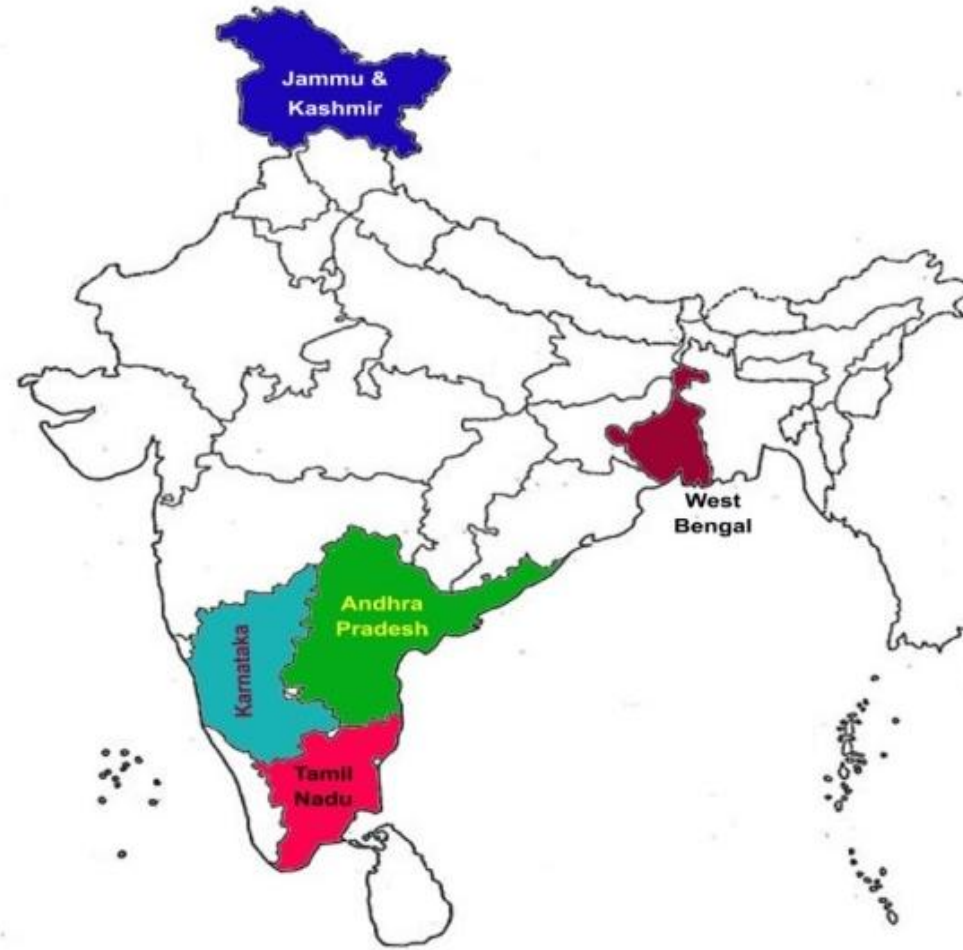 Jammu &
Kashmir
West
Bengal
Andhra
Pradesh
Karnataka
Tamil
Nadu